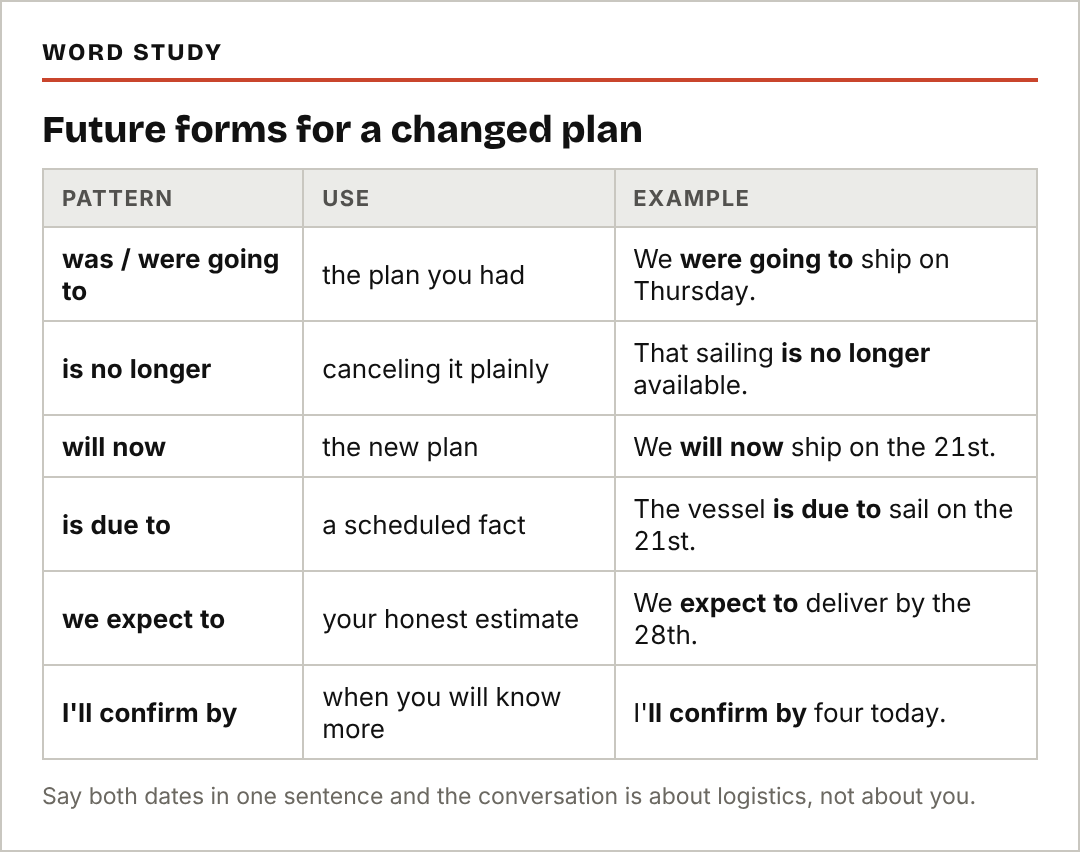 WORD STUDY
Future forms for a changed plan
PATTERN USE EXAMPLE
was / were going to the plan you had We were going to ship on Thursday.
is no longer canceling it plainly That sailing is no longer available.
will now the new plan We will now ship on the 21st.
is due to a scheduled fact The vessel is due to sail on the 21st.
we expect to your honest estimate We expect to deliver by the 28th.
I'll confirm by when you will know more I'll confirm by four today.
Say both dates in one sentence and the conversation is about logistics, not about you.